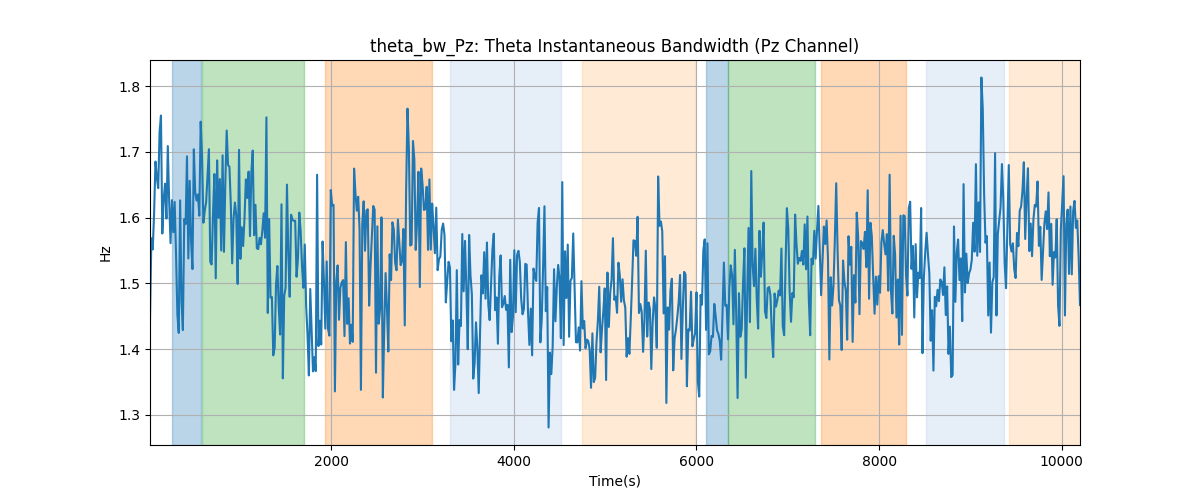 theta_bw_Pz: Theta Instantaneous Bandwidth (Pz Channel)
Hz
1.8
1.7
1.6
1.5
1.4
1.3
2000 4000 6000 8000 10000
Time(s)